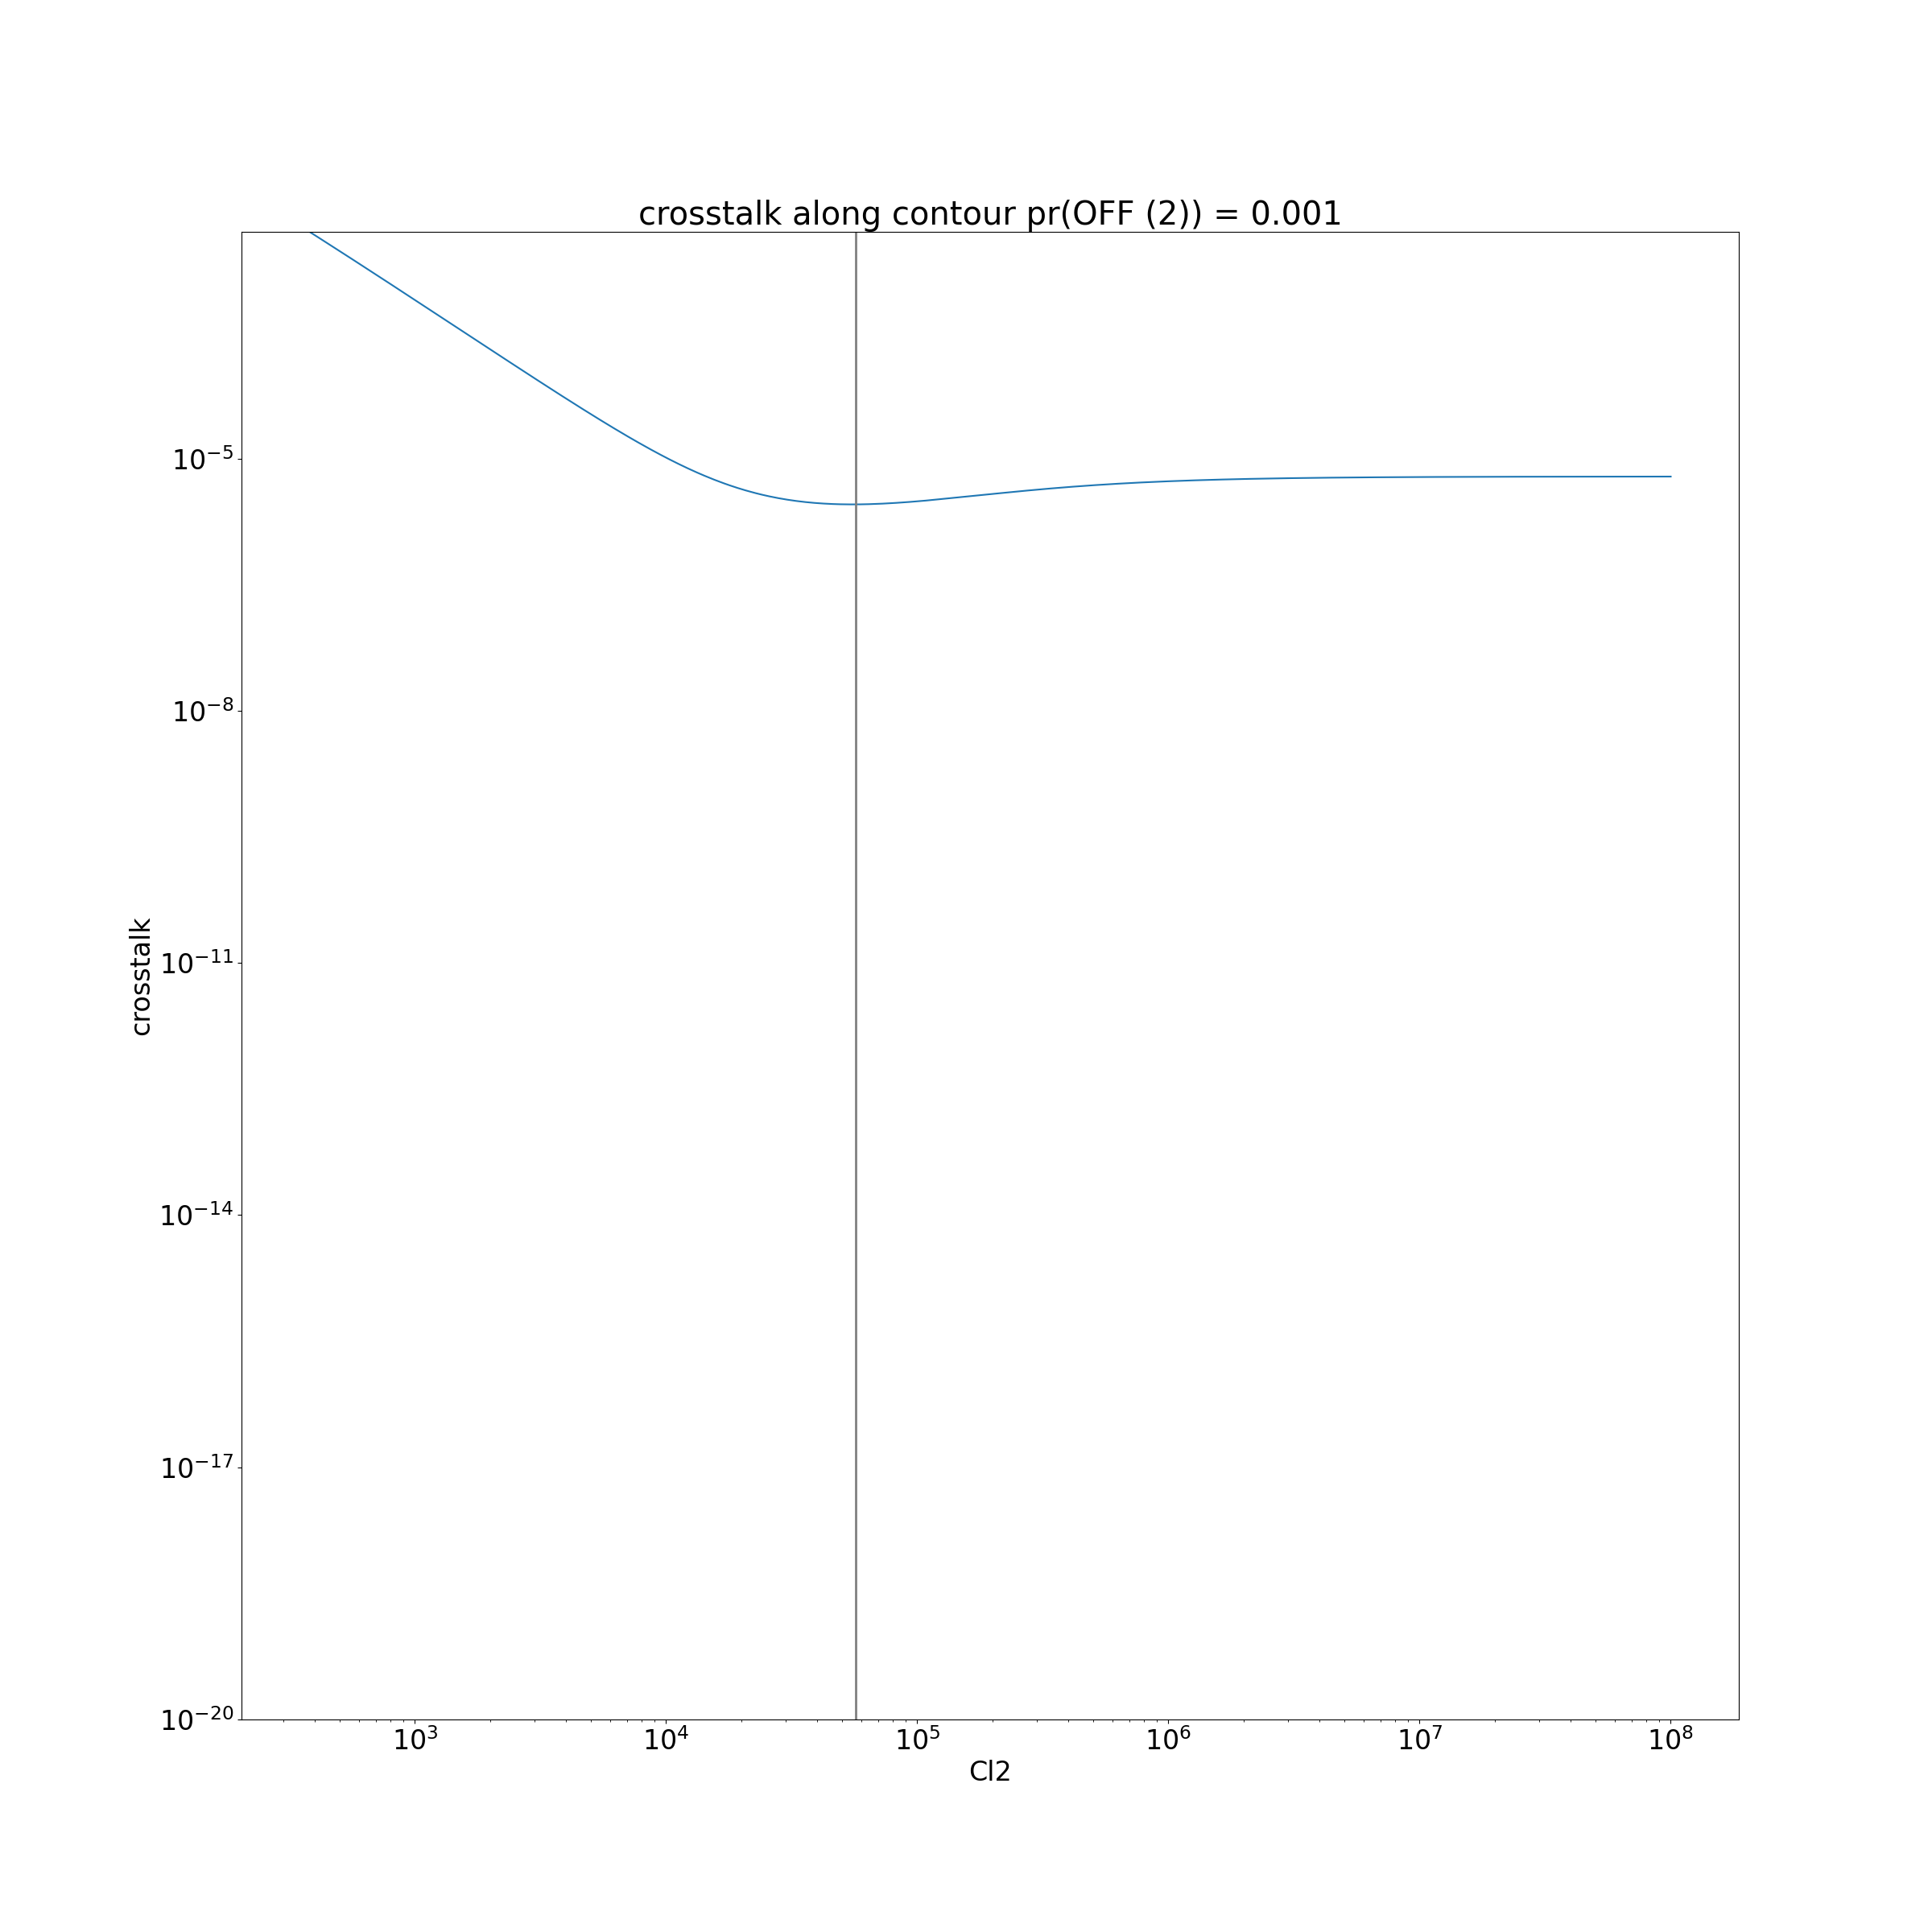 crosstalk along contour pr(OFF (2)) = 0.001
10⁻⁵
10⁻⁸
10⁻¹¹
10⁻¹⁴
10⁻¹⁷
10⁻²⁰
crosstalk
10³ 10⁴ 10⁵ 10⁶ 10⁷ 10⁸
Cl2